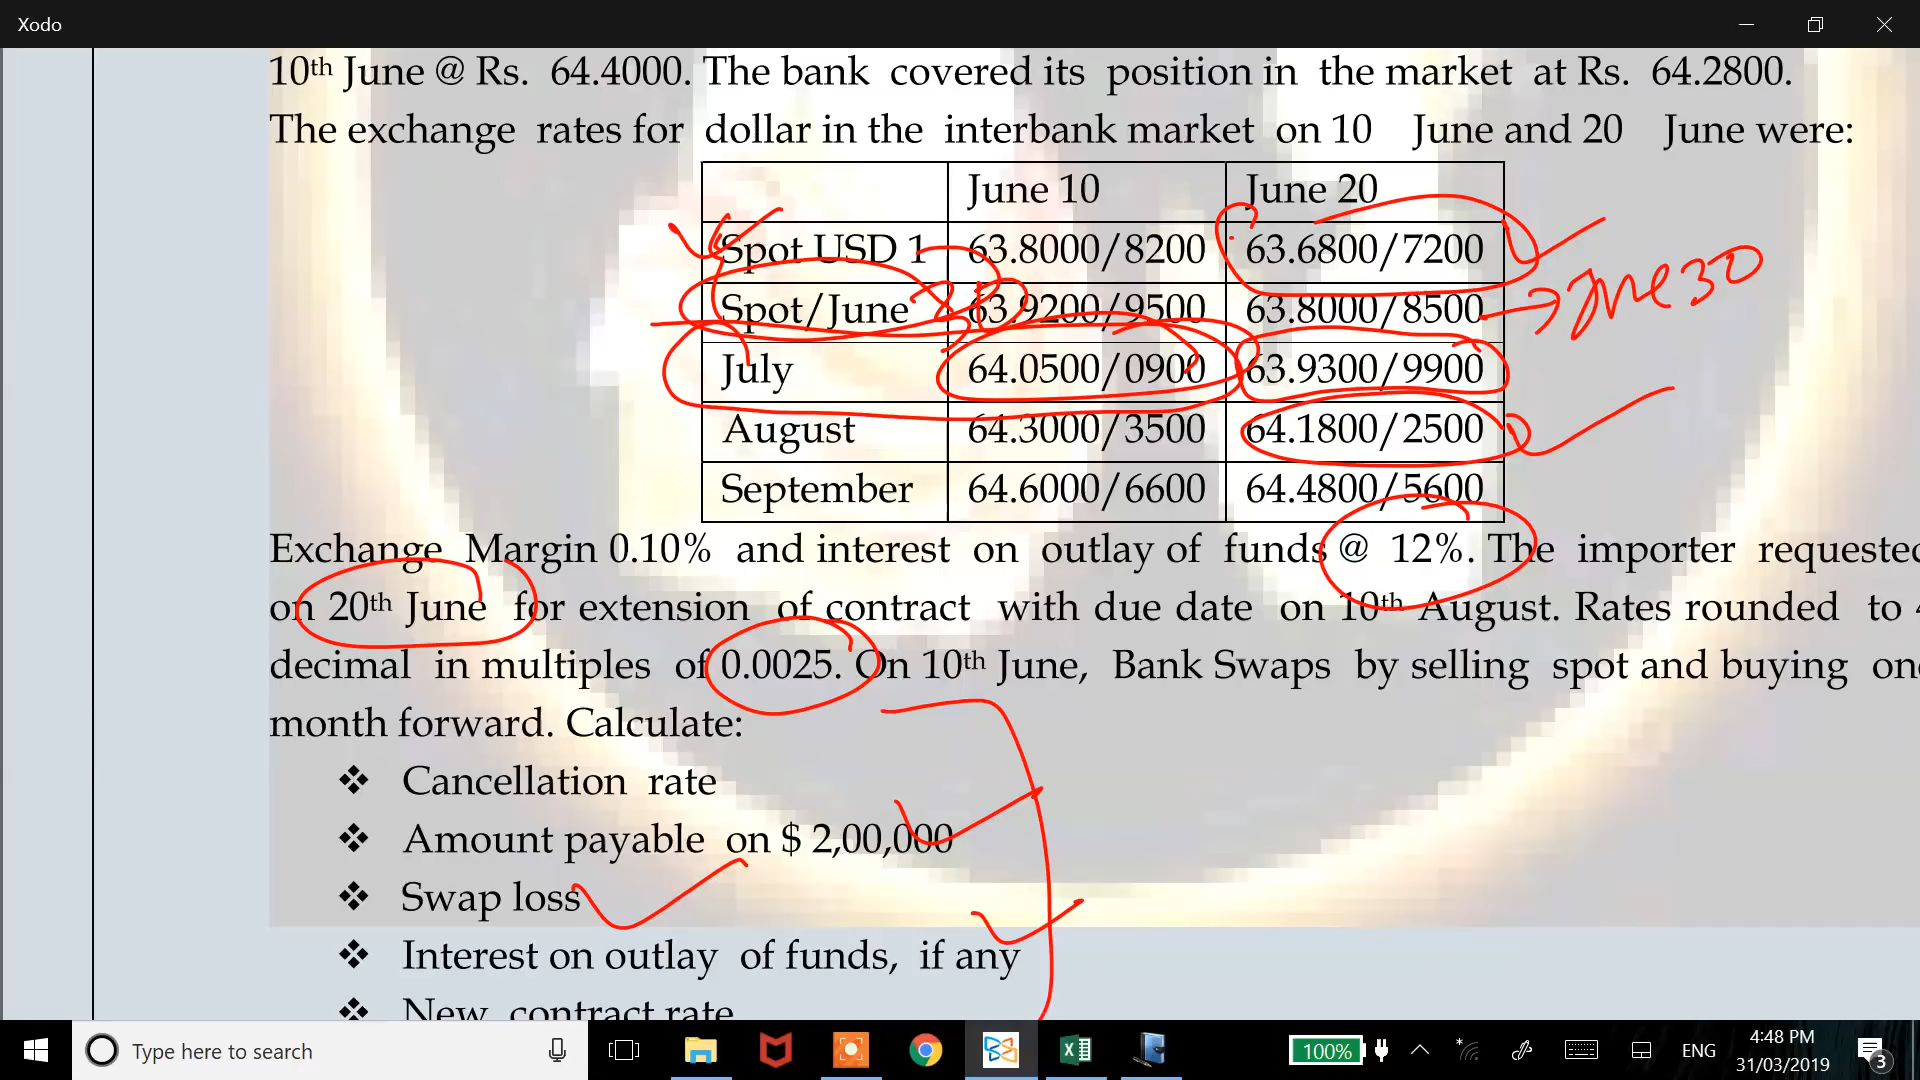 Xodo
10th June @ Rs. 64.4000. The bank covered its position in the market at Rs. 64.2800.
The exchange rates for dollar in the interbank market on 10 June and 20 June were:
June 10 June 20
Spot USD 1 63.8000/8200 63.6800/7200
Spot/June 63.9200/9500 63.8000/8500 June 30
July 64.0500/0900 63.9300/9900
August 64.3000/3500 64.1800/2500
September 64.6000/6600 64.4800/5600
Exchange Margin 0.10% and interest on outlay of funds @ 12%. The importer requested
on 20th June for extension of contract with due date on 10th August. Rates rounded to 4
decimal in multiples of 0.0025. On 10th June, Bank Swaps by selling spot and buying one
month forward. Calculate:
❖ Cancellation rate
❖ Amount payable on $ 2,00,000
❖ Swap loss
❖ Interest on outlay of funds, if any
❖ New contract rate
Type here to search
100%
ENG
4:48 PM
31/03/2019
3